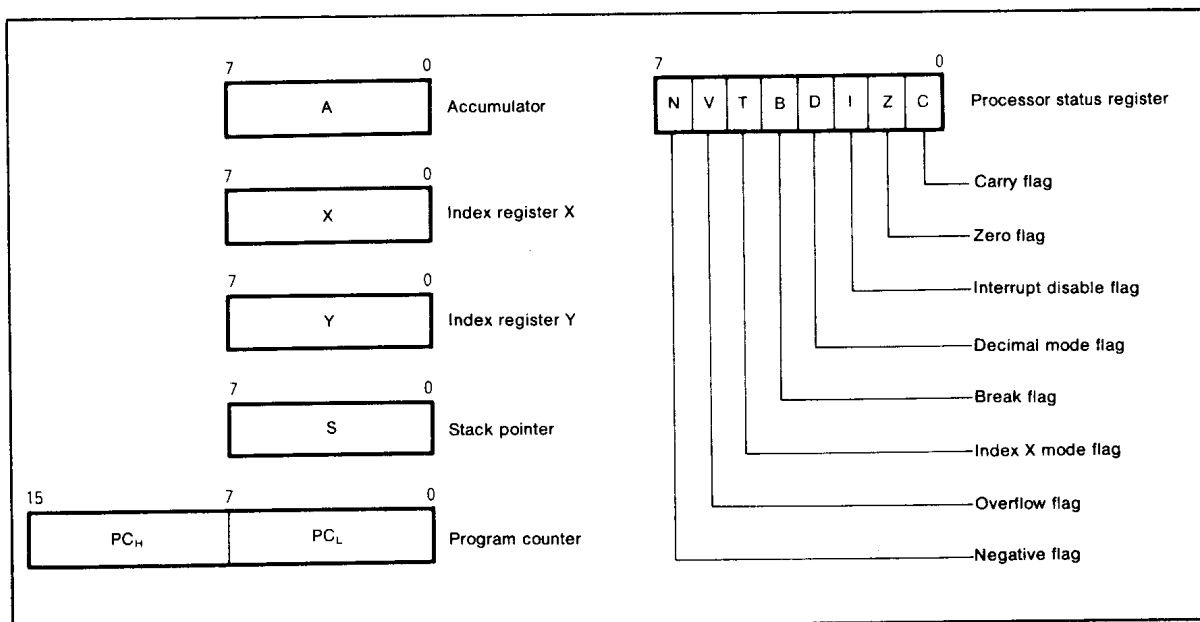 7 0
A
Accumulator
7 0
X
Index register X
7 0
Y
Index register Y
7 0
S
Stack pointer
15 7 0
PCH PCL
Program counter
7 0
N V T B D I Z C
Processor status register
Carry flag
Zero flag
Interrupt disable flag
Decimal mode flag
Break flag
Index X mode flag
Overflow flag
Negative flag